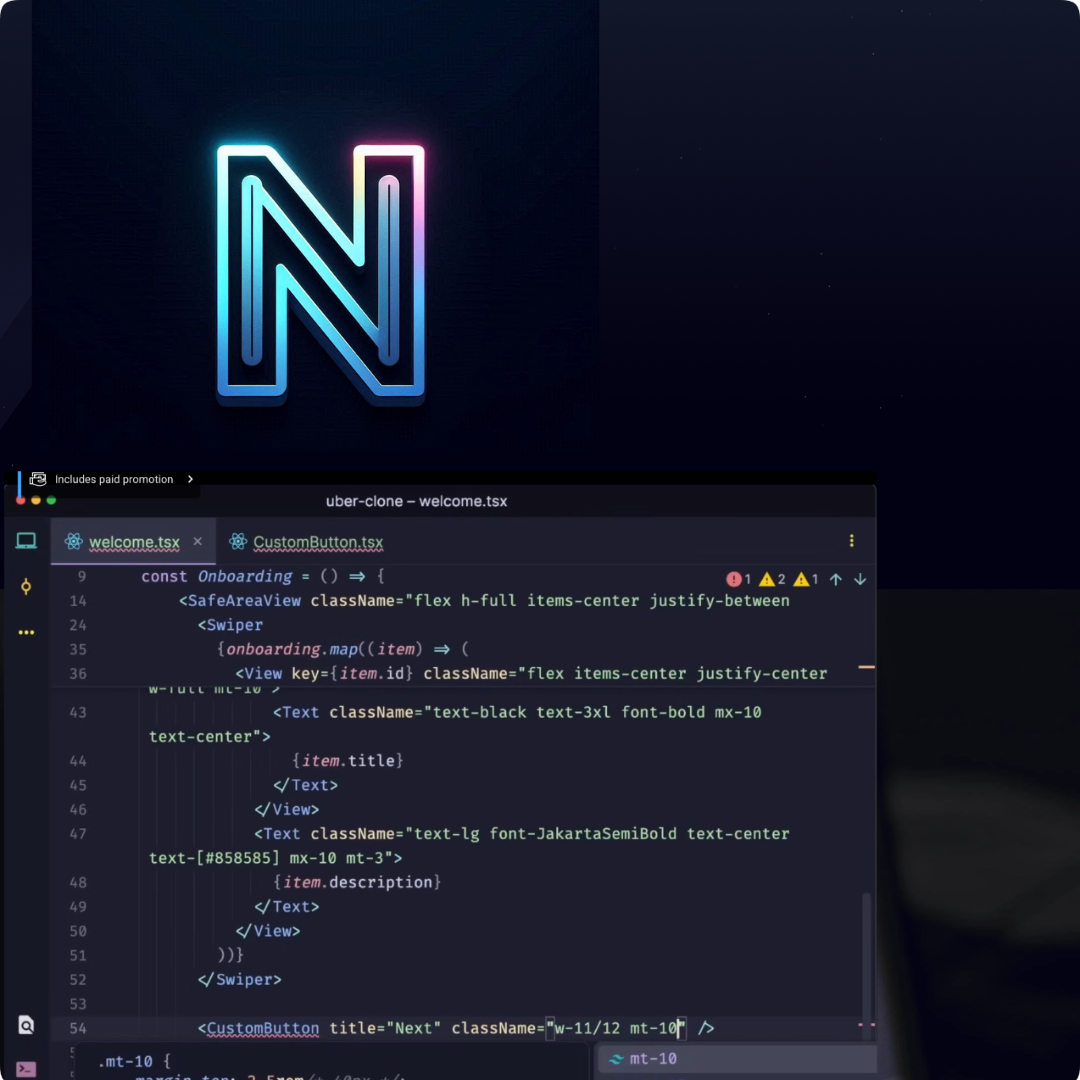 N
Includes paid promotion
uber-clone – welcome.tsx
welcome.tsx × CustomButton.tsx
9 const Onboarding = () => {
1 2 1
14 <SafeAreaView className="flex h-full items-center justify-between
24 <Swiper
35 {onboarding.map((item) => (
36 <View key={item.id} className="flex items-center justify-center
w-full mt-10">
43 <Text className="text-black text-3xl font-bold mx-10
text-center">
44 {item.title}
45 </Text>
46 </View>
47 <Text className="text-lg font-JakartaSemiBold text-center
text-[#858585] mx-10 mt-3">
48 {item.description}
49 </Text>
50 </View>
51 ))}
52 </Swiper>
53
54 <CustomButton title="Next" className="w-11/12 mt-10" />
.mt-10 {
mt-10